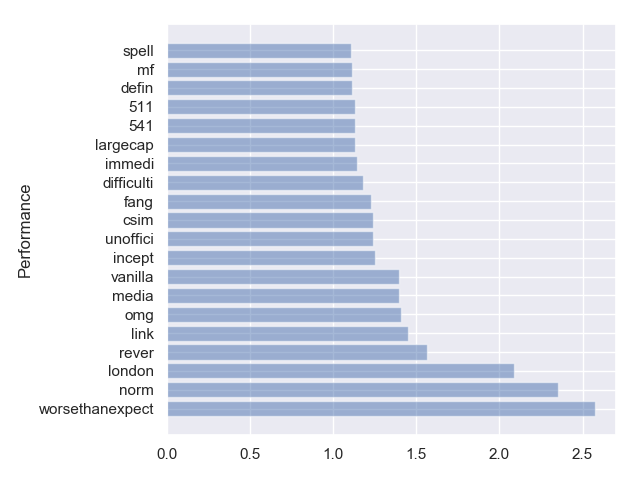 spell
mf
defin
511
541
largecap
immedi
difficulti
fang
csim
unoffici
incept
vanilla
media
omg
link
rever
london
norm
worsethanexpect
Performance
0.0 0.5 1.0 1.5 2.0 2.5